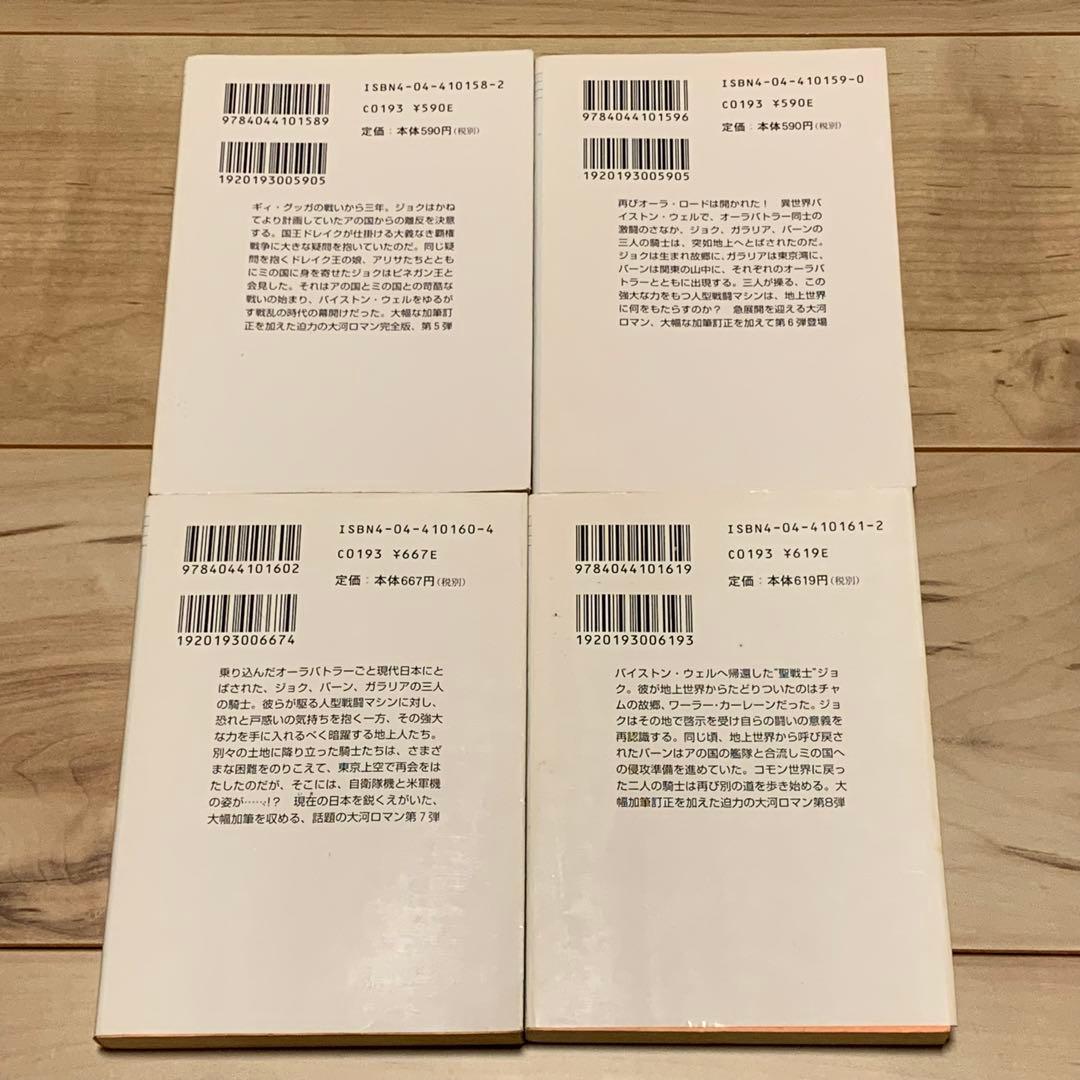 ISBN4-04-410158-2
9784044101589
C0193 ¥590E
定価：本体590円(税別)
1920193005905
ギィ・グッガの戦いから三年。ジョクはかね
てより計画していたアの国からの離反を決意
する。国王ドレイクが仕掛ける大義なき覇権
戦争に大きな疑問を抱いていたのだ。同じ疑
問を抱くドレイク王の娘、アリサたちととも
にミの国に身を寄せたジョクはピネガン王と
会見した。それはアの国とミの国との苛酷な
戦いの始まり、バイストン・ウェルをゆるが
す戦乱の時代の幕開けだった。大幅な加筆訂
正を加えた迫力の大河ロマン完全版、第5弾
ISBN4-04-410159-0
9784044101596
C0193 ¥590E
定価：本体590円(税別)
1920193005905
再びオーラ・ロードは開かれた！　異世界バ
イストン・ウェルで、オーラバトラー同士の
激闘のさなか、ジョク、ガラリア、バーンの
三人の騎士は、突如地上へとばされたのだ。
ジョクは生まれ故郷に、ガラリアは東京湾に、
バーンは関東の山中に、それぞれのオーラバ
トラーとともに出現する。三人が操る、この
強大な力をもつ人型戦闘マシンは、地上世界
に何をもたらすのか？　急展開を迎える大河
ロマン、大幅な加筆訂正を加えて第6弾登場
ISBN4-04-410160-4
9784044101602
C0193 ¥667E
定価：本体667円(税別)
1920193006674
乗り込んだオーラバトラーごと現代日本にと
ばされた、ジョク、バーン、ガラリアの三人
の騎士。彼らが駆る人型戦闘マシンに対し、
恐れと戸惑いの気持ちを抱く一方、その強大
な力を手に入れるべく暗躍する地上人たち。
別々の土地に降り立った騎士たちは、さまざ
まな困難をのりこえて、東京上空で再会をは
たしたのだが、そこには、自衛隊機と米軍機
の姿が……!?　現在の日本を鋭くえがいた、
大幅加筆を収める、話題の大河ロマン第7弾
ISBN4-04-410161-2
9784044101619
C0193 ¥619E
定価：本体619円(税別)
1920193006193
バイストン・ウェルへ帰還した"聖戦士"ジョ
ク。彼が地上世界からたどりついたのはチャ
ムの故郷、ワーラー・カーレーンだった。ジョ
クはその地で啓示を受け自らの闘いの意義を
再認識する。同じ頃、地上世界から呼び戻さ
れたバーンはアの国の艦隊と合流しミの国へ
の侵攻準備を進めていた。コモン世界に戻っ
た二人の騎士は再び別の道を歩き始める。大
幅加筆訂正を加えた迫力の大河ロマン第8弾